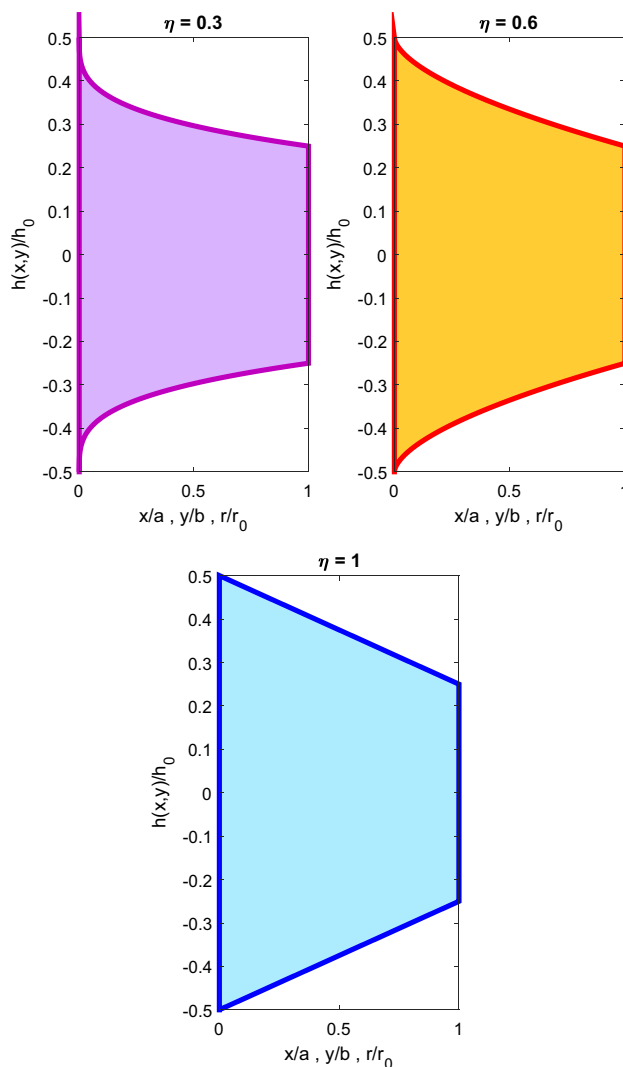 η = 0.3
0.5
0.4
0.3
0.2
0.1
0
-0.1
-0.2
-0.3
-0.4
-0.5
h(x,y)/h0
0 0.5 1
x/a , y/b , r/r0
η = 0.6
0.5
0.4
0.3
0.2
0.1
0
-0.1
-0.2
-0.3
-0.4
-0.5
h(x,y)/h0
0 0.5 1
x/a , y/b , r/r0
η = 1
0.5
0.4
0.3
0.2
0.1
0
-0.1
-0.2
-0.3
-0.4
-0.5
h(x,y)/h0
0 0.5 1
x/a , y/b , r/r0